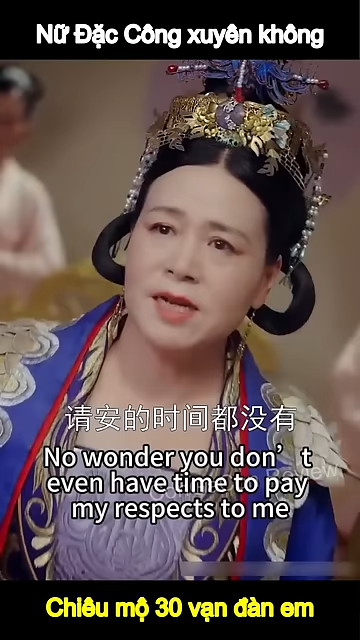 Nữ Đặc Công xuyên không
请安的时间都没有
No wonder you don't
even have time to pay
my respects to me
Review
Chiêu mộ 30 vạn đàn em